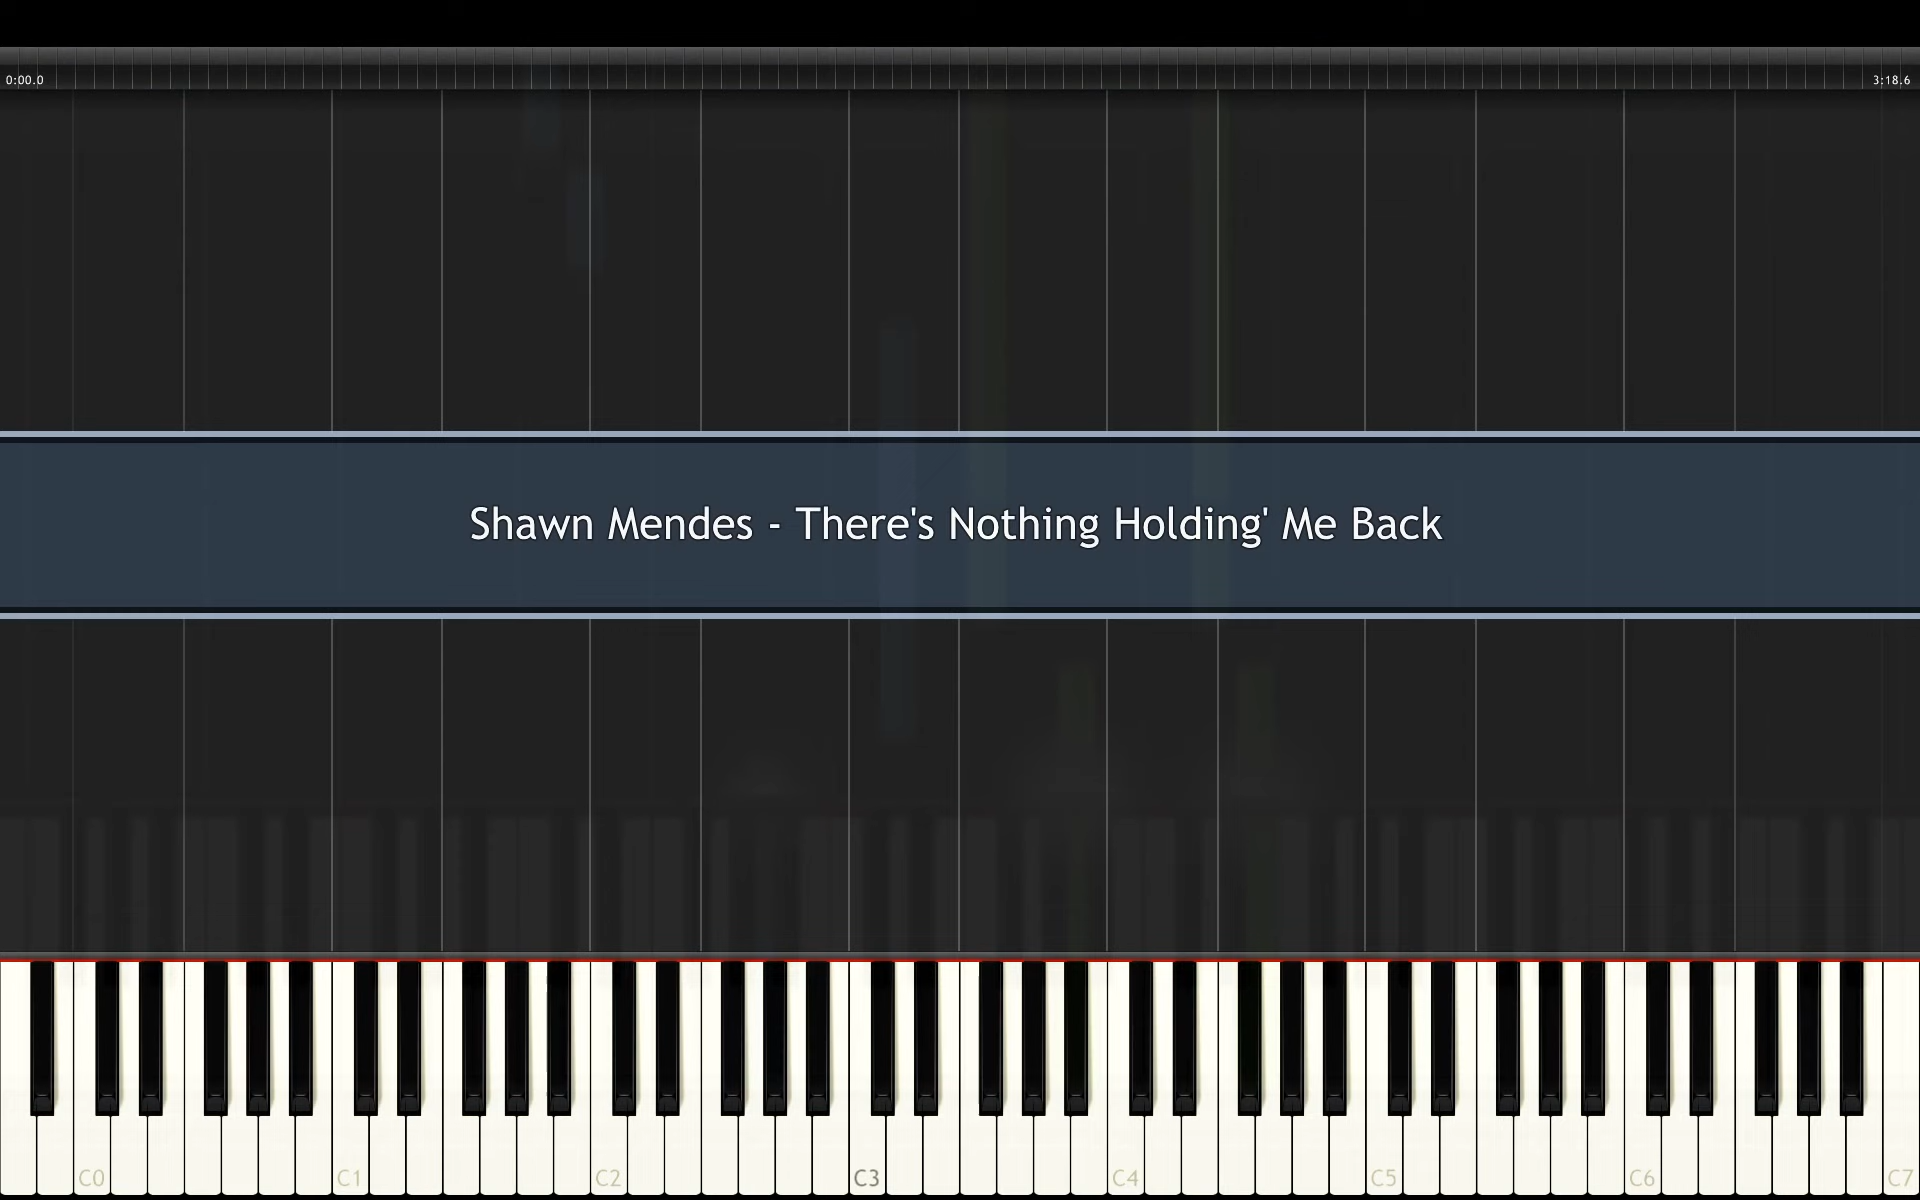 0:00.0 3:18.6
Shawn Mendes - There's Nothing Holding' Me Back
C0 C1 C2 C3 C4 C5 C6 C7